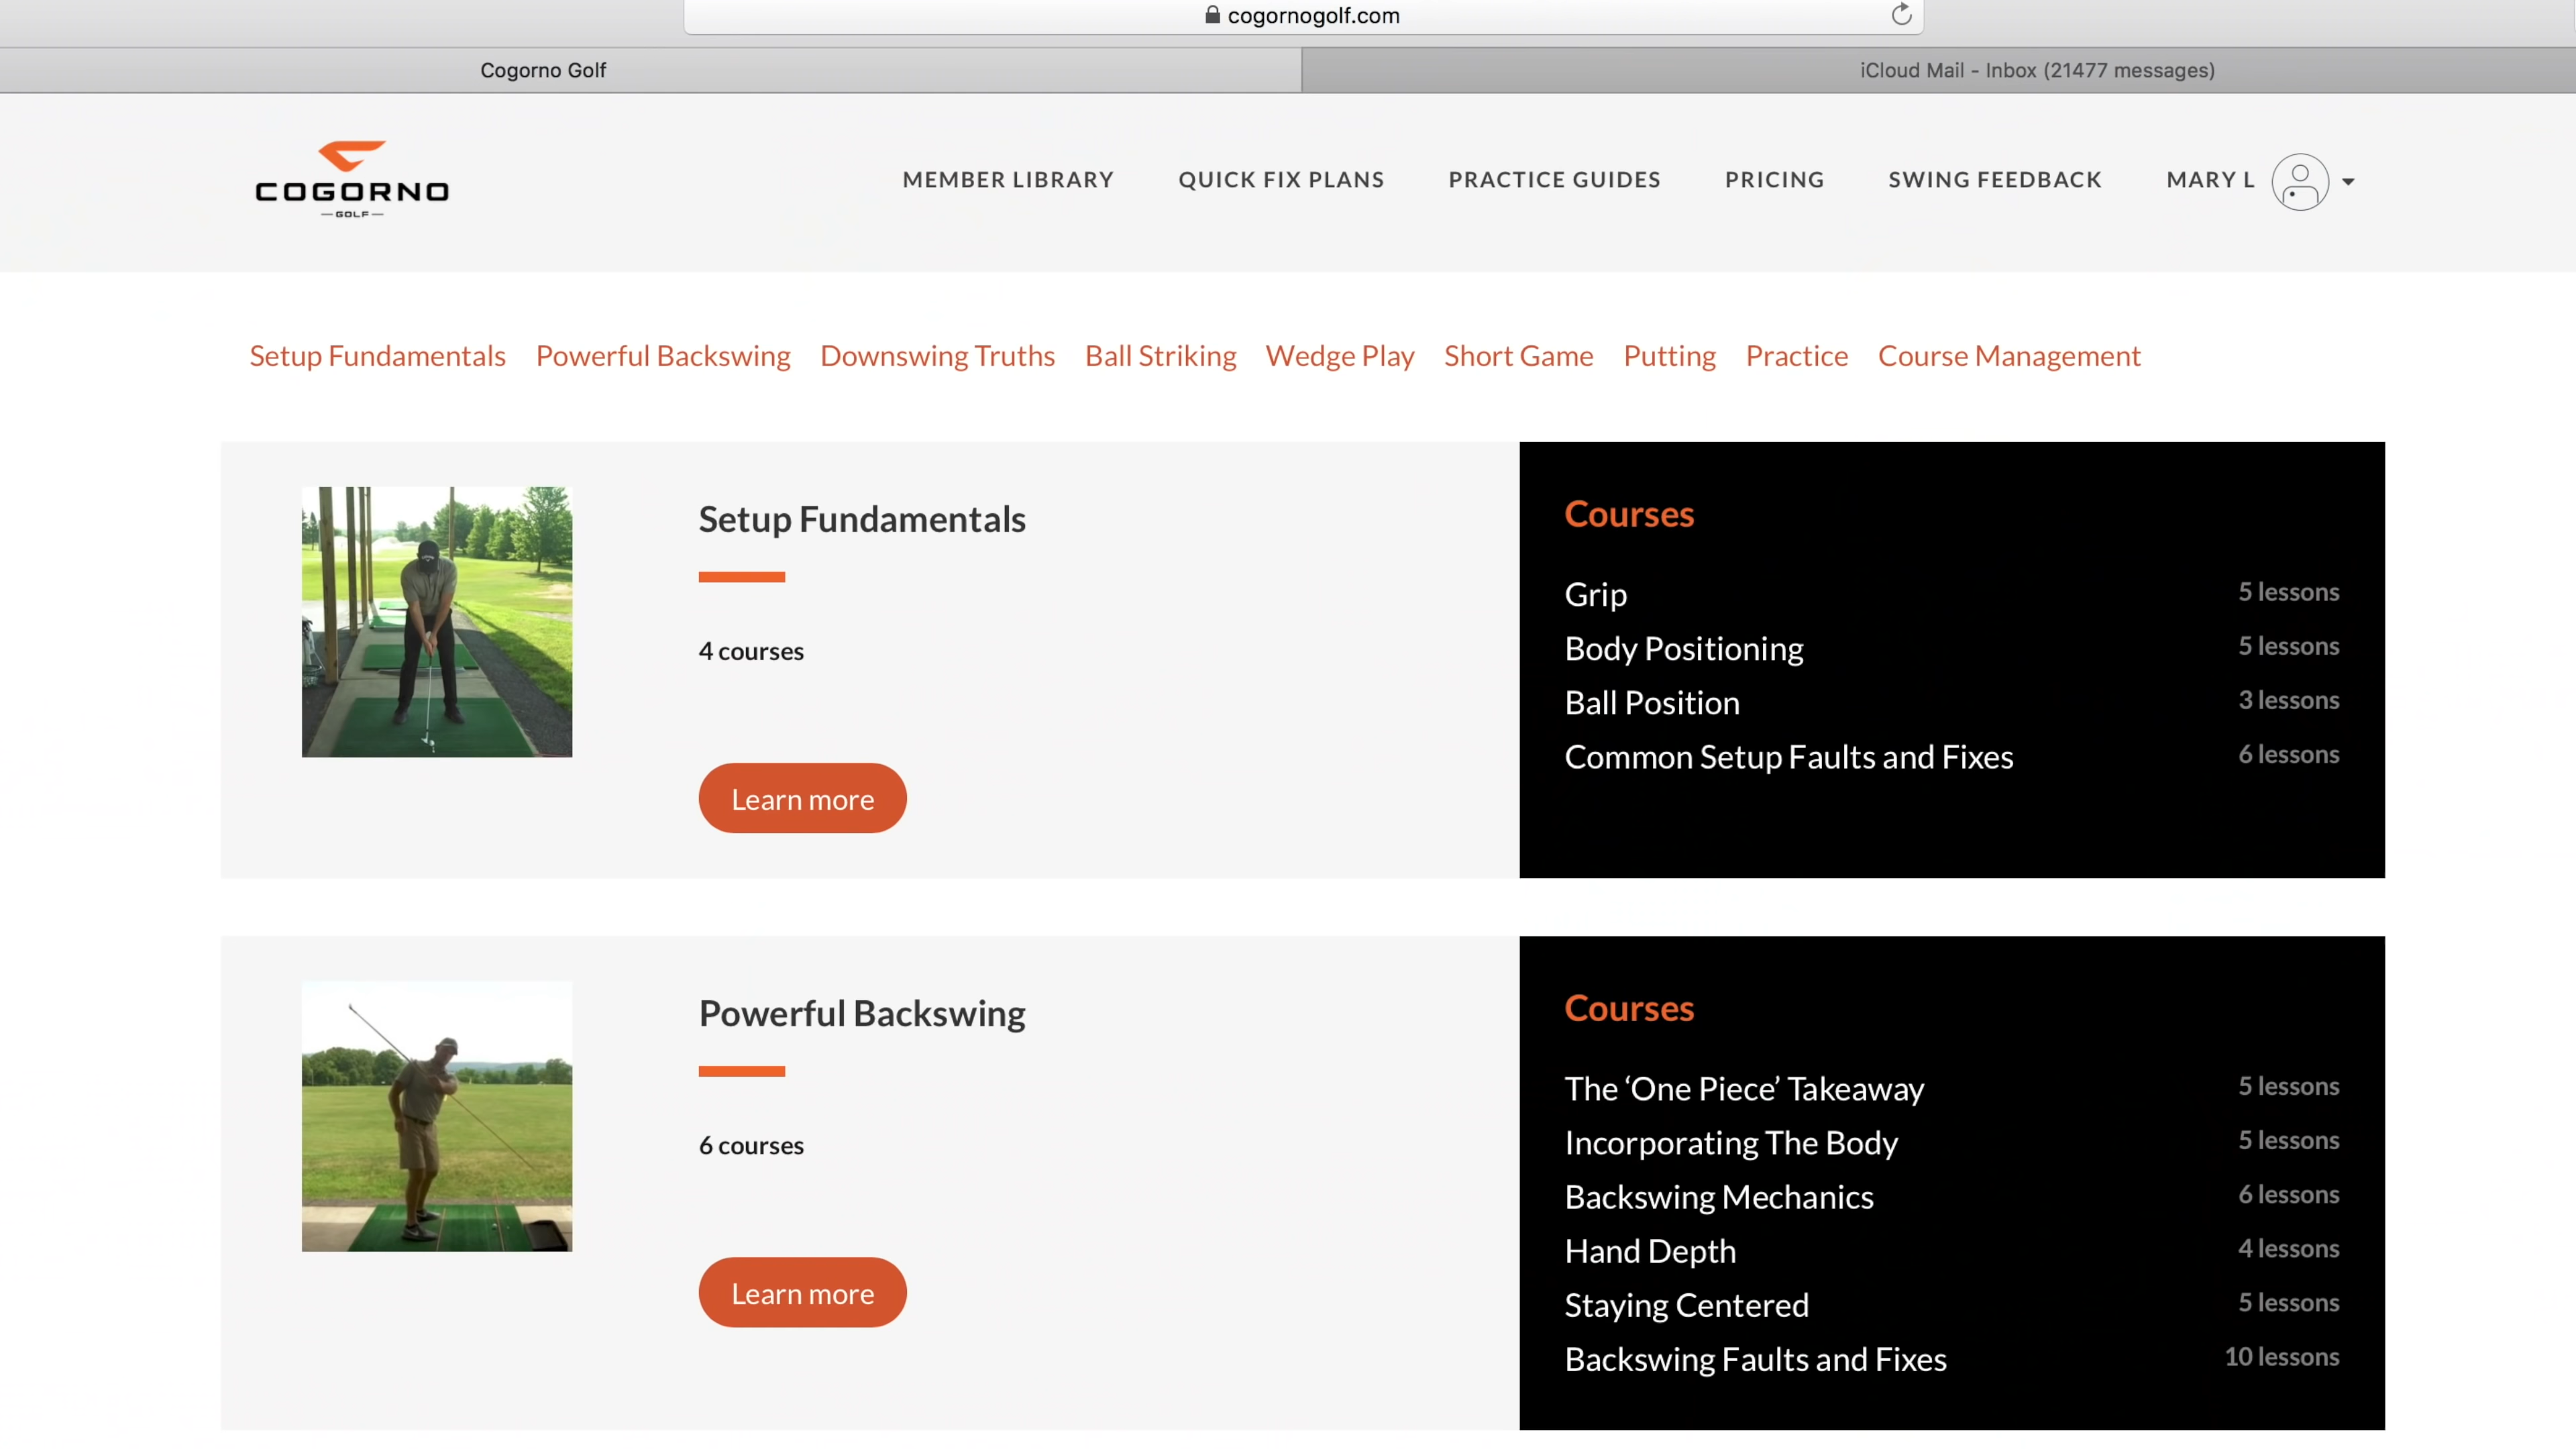 cogornogolf.com
Cogorno Golf
iCloud Mail - Inbox (21477 messages)
COGORNO
GOLF
MEMBER LIBRARY
QUICK FIX PLANS
PRACTICE GUIDES
PRICING
SWING FEEDBACK
MARY L
Setup Fundamentals Powerful Backswing Downswing Truths Ball Striking Wedge Play Short Game Putting Practice Course Management
Setup Fundamentals
4 courses
Learn more
Courses
Grip 5 lessons
Body Positioning 5 lessons
Ball Position 3 lessons
Common Setup Faults and Fixes 6 lessons
Powerful Backswing
6 courses
Learn more
Courses
The ‘One Piece’ Takeaway 5 lessons
Incorporating The Body 5 lessons
Backswing Mechanics 6 lessons
Hand Depth 4 lessons
Staying Centered 5 lessons
Backswing Faults and Fixes 10 lessons